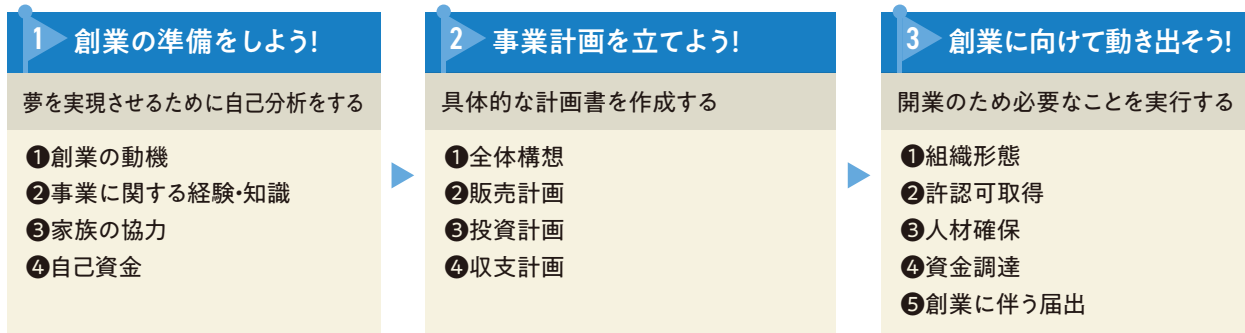 1 創業の準備をしよう!
夢を実現させるために自己分析をする
❶創業の動機
❷事業に関する経験・知識
❸家族の協力
❹自己資金
2 事業計画を立てよう!
具体的な計画書を作成する
❶全体構想
❷販売計画
❸投資計画
❹収支計画
3 創業に向けて動き出そう!
開業のため必要なことを実行する
❶組織形態
❷許認可取得
❸人材確保
❹資金調達
❺創業に伴う届出